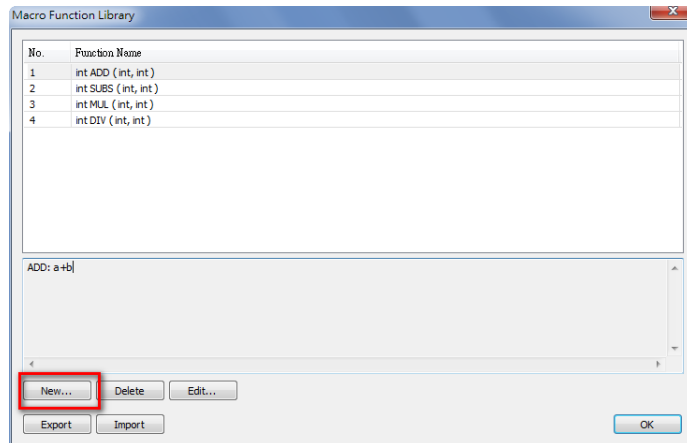 Macro Function Library
No. Function Name
1 int ADD ( int, int )
2 int SUBS ( int, int )
3 int MUL ( int, int )
4 int DIV ( int, int )
ADD: a+b
New... Delete Edit...
Export Import OK